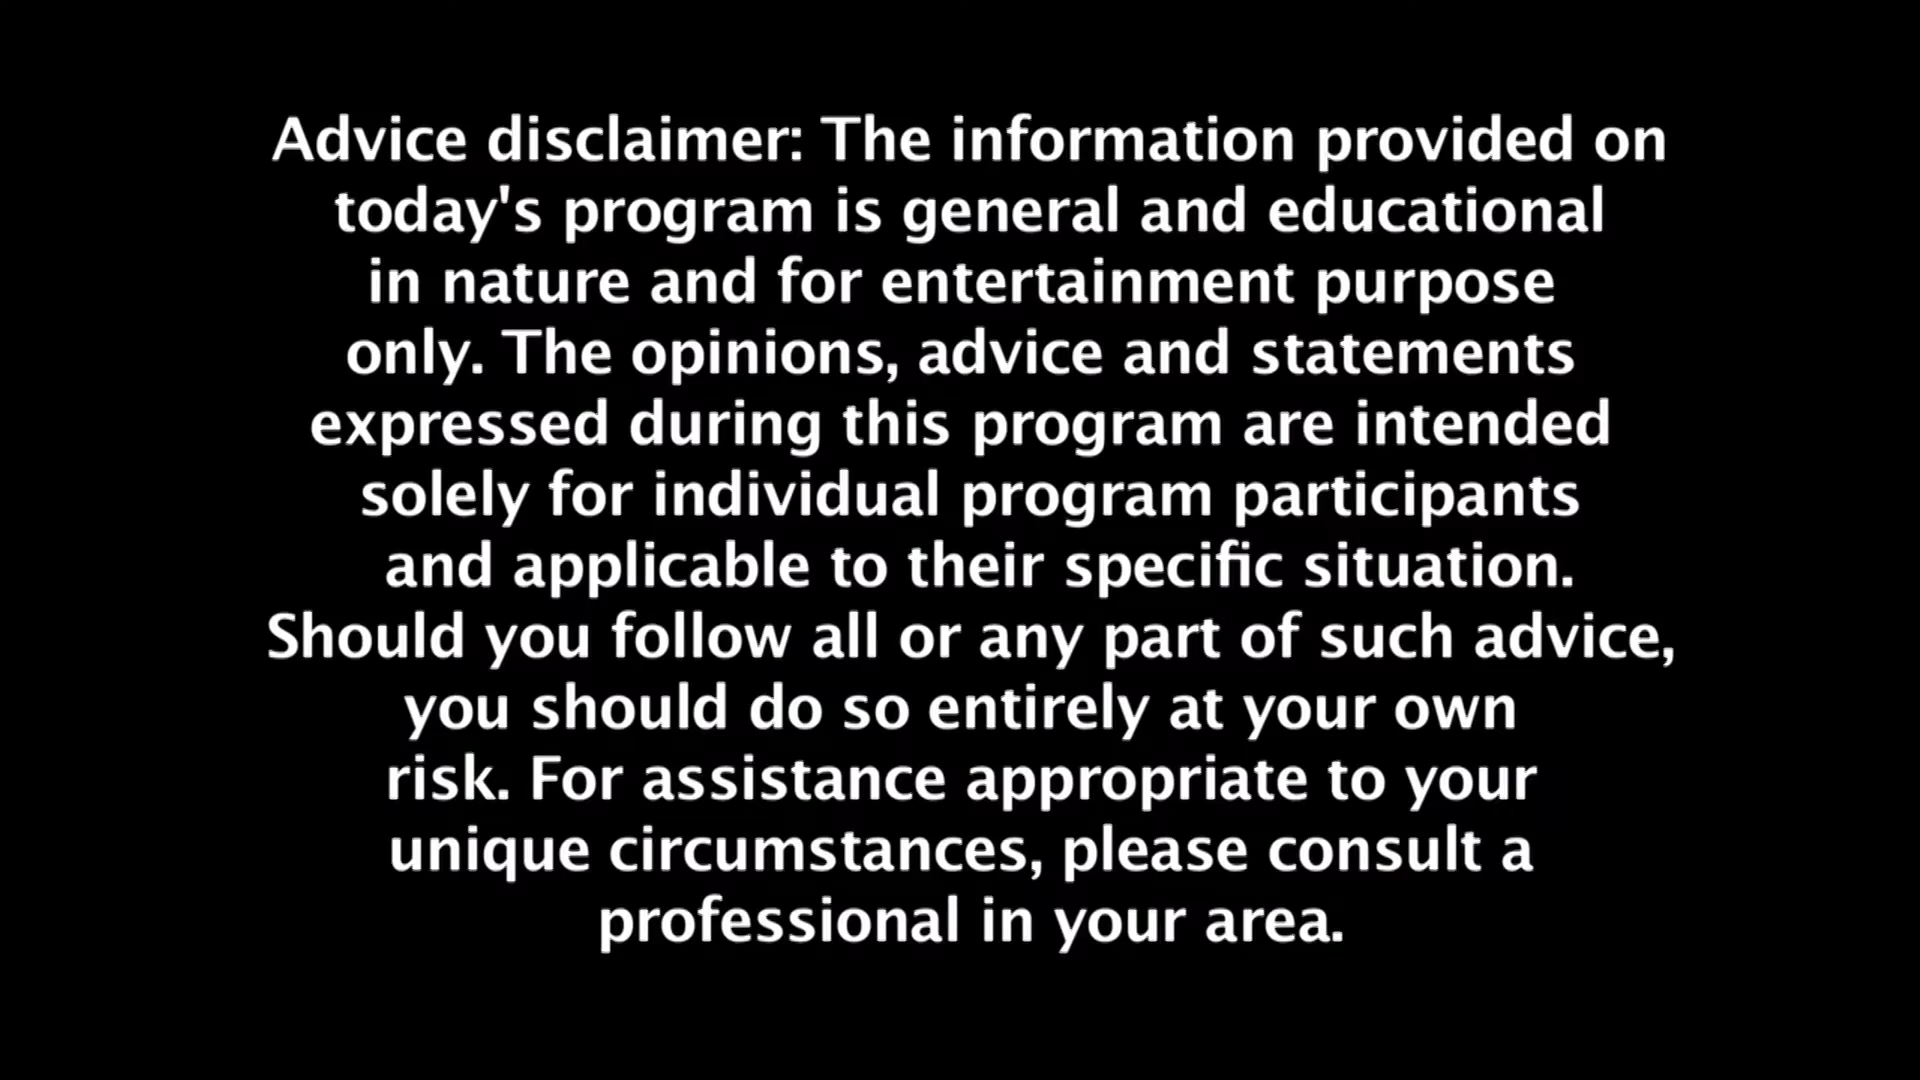 Advice disclaimer: The information provided on
today's program is general and educational
in nature and for entertainment purpose
only. The opinions, advice and statements
expressed during this program are intended
solely for individual program participants
and applicable to their specific situation.
Should you follow all or any part of such advice,
you should do so entirely at your own
risk. For assistance appropriate to your
unique circumstances, please consult a
professional in your area.